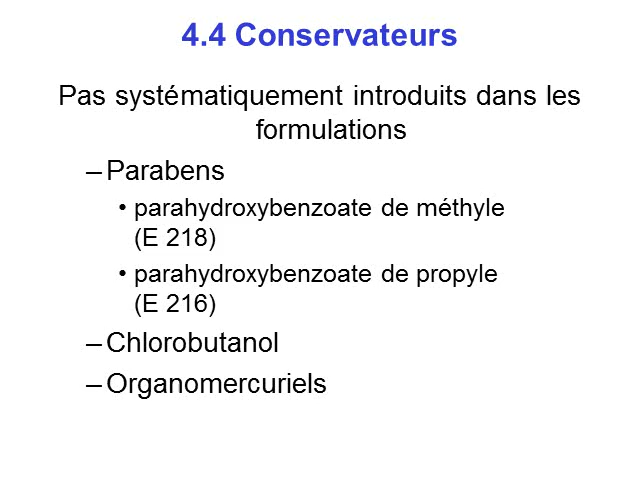 4.4 Conservateurs
Pas systématiquement introduits dans les
formulations
– Parabens
• parahydroxybenzoate de méthyle
(E 218)
• parahydroxybenzoate de propyle
(E 216)
– Chlorobutanol
– Organomercuriels